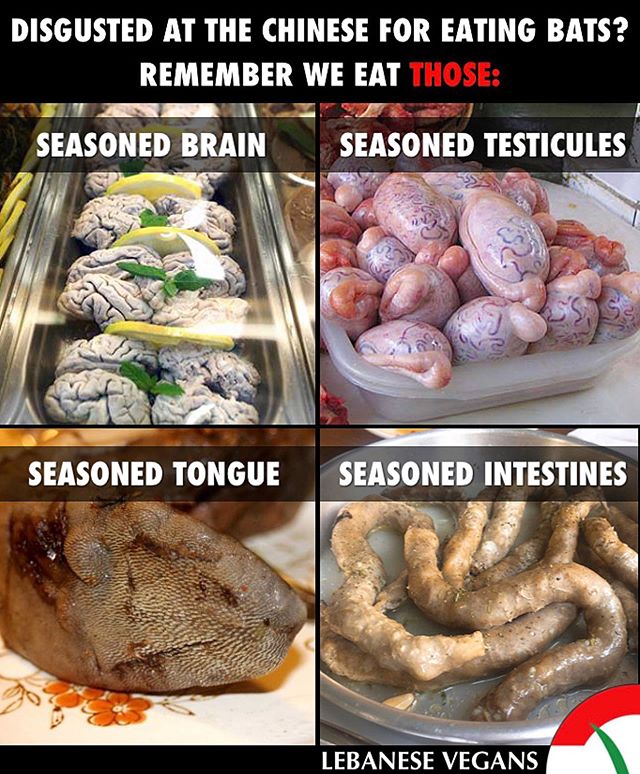 DISGUSTED AT THE CHINESE FOR EATING BATS?
REMEMBER WE EAT THOSE:
SEASONED BRAIN
SEASONED TESTICULES
SEASONED TONGUE
SEASONED INTESTINES
LEBANESE VEGANS